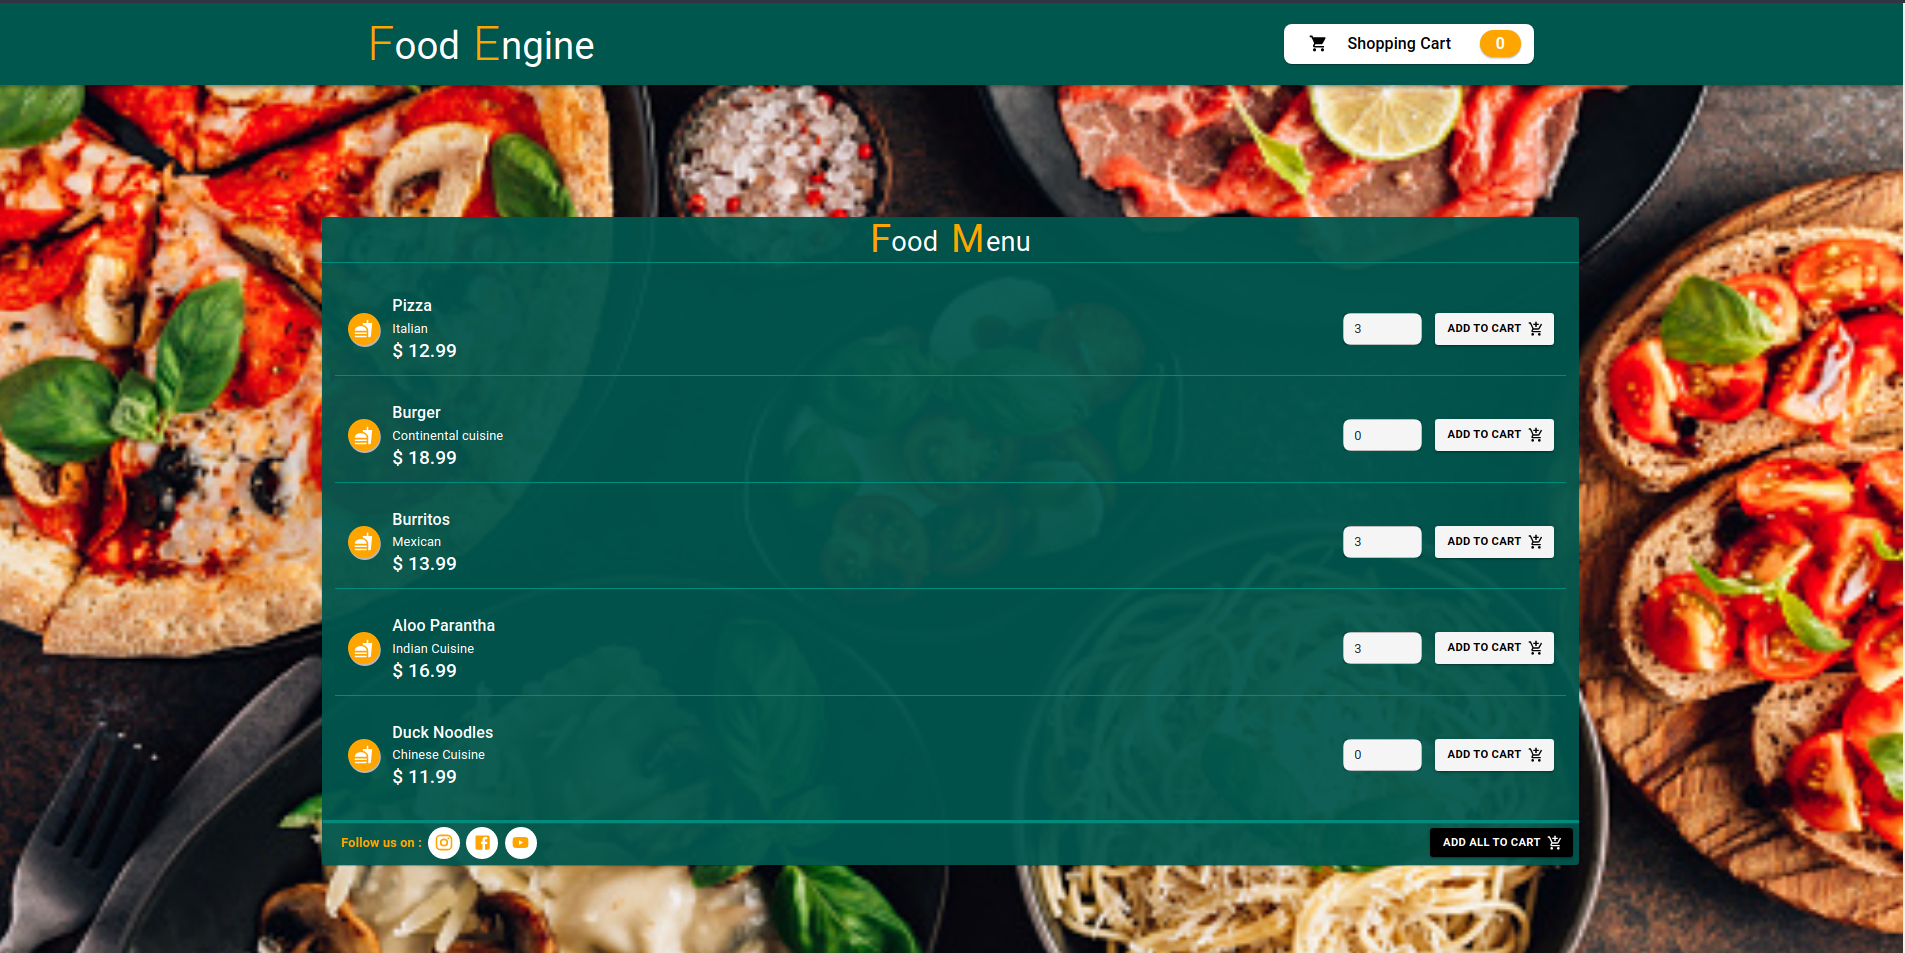 Food Engine
Shopping Cart 0
Food Menu
Pizza
Italian
$ 12.99
3 ADD TO CART
Burger
Continental cuisine
$ 18.99
0 ADD TO CART
Burritos
Mexican
$ 13.99
3 ADD TO CART
Aloo Parantha
Indian Cuisine
$ 16.99
3 ADD TO CART
Duck Noodles
Chinese Cuisine
$ 11.99
0 ADD TO CART
Follow us on :
ADD ALL TO CART